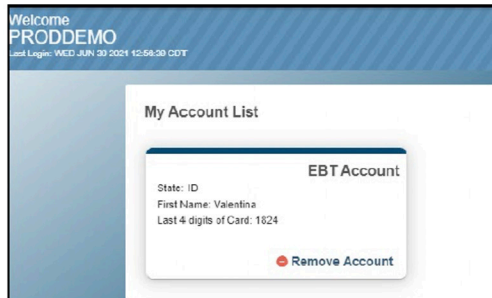 Welcome
PRODDEMO
Last Login: WED JUN 30 2021 12:56:39 CDT
My Account List
EBT Account
State: ID
First Name: Valentina
Last 4 digits of Card: 1824
Remove Account